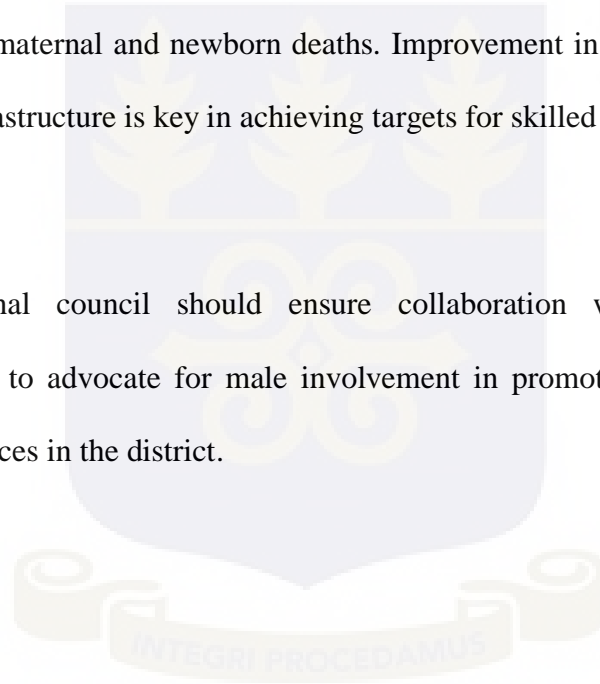 maternal and newborn deaths. Improvement in
astructure is key in achieving targets for skilled
nal council should ensure collaboration
to advocate for male involvement in promot
ces in the district.
INTEGRI PROCEDAMUS